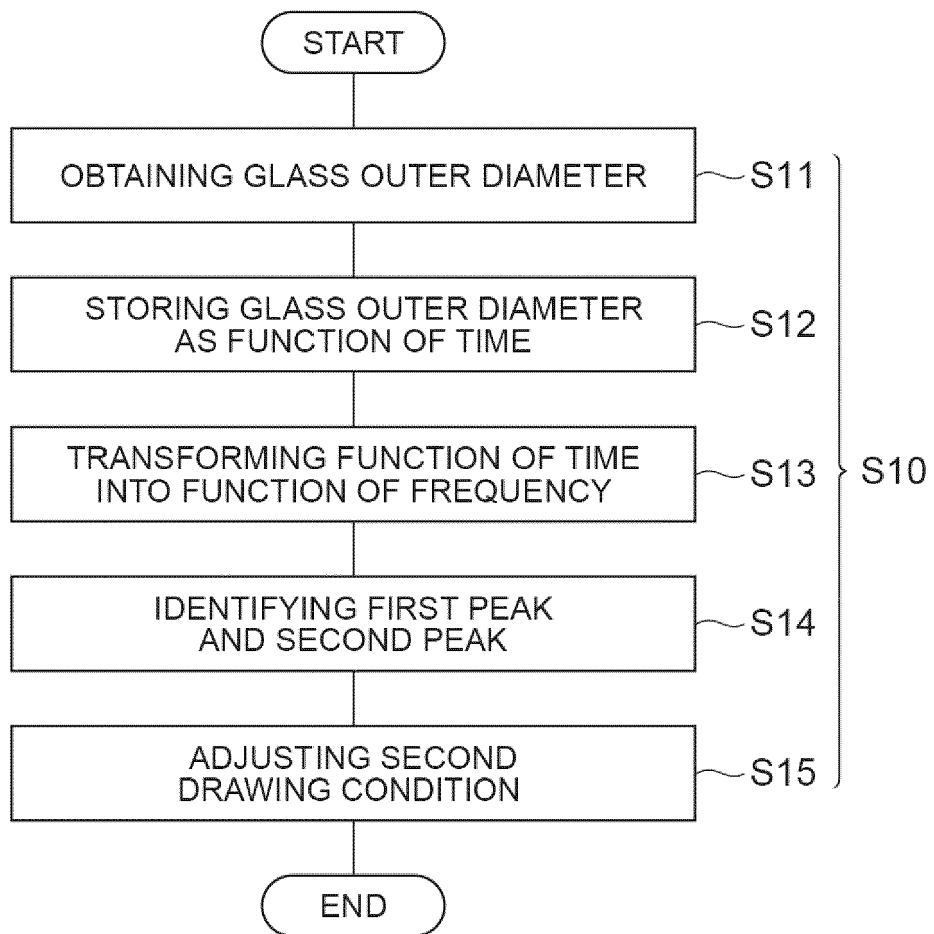 START
OBTAINING GLASS OUTER DIAMETER
S11
STORING GLASS OUTER DIAMETER
AS FUNCTION OF TIME
S12
TRANSFORMING FUNCTION OF TIME
INTO FUNCTION OF FREQUENCY
S13
S10
IDENTIFYING FIRST PEAK
AND SECOND PEAK
S14
ADJUSTING SECOND
DRAWING CONDITION
S15
END